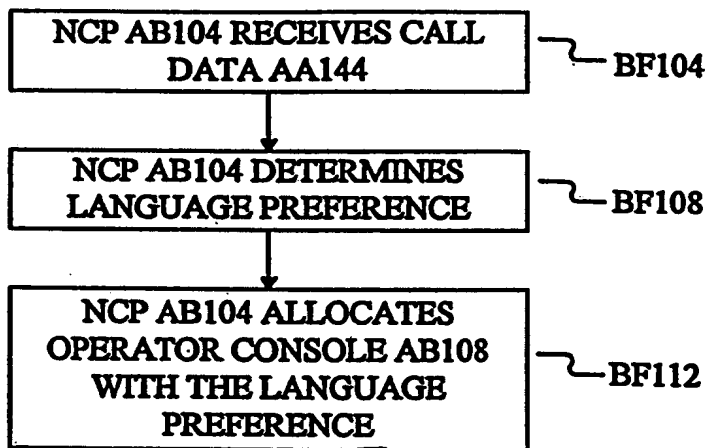 NCP AB104 RECEIVES CALL
DATA AA144
BF104
NCP AB104 DETERMINES
LANGUAGE PREFERENCE
BF108
NCP AB104 ALLOCATES
OPERATOR CONSOLE AB108
WITH THE LANGUAGE
PREFERENCE
BF112